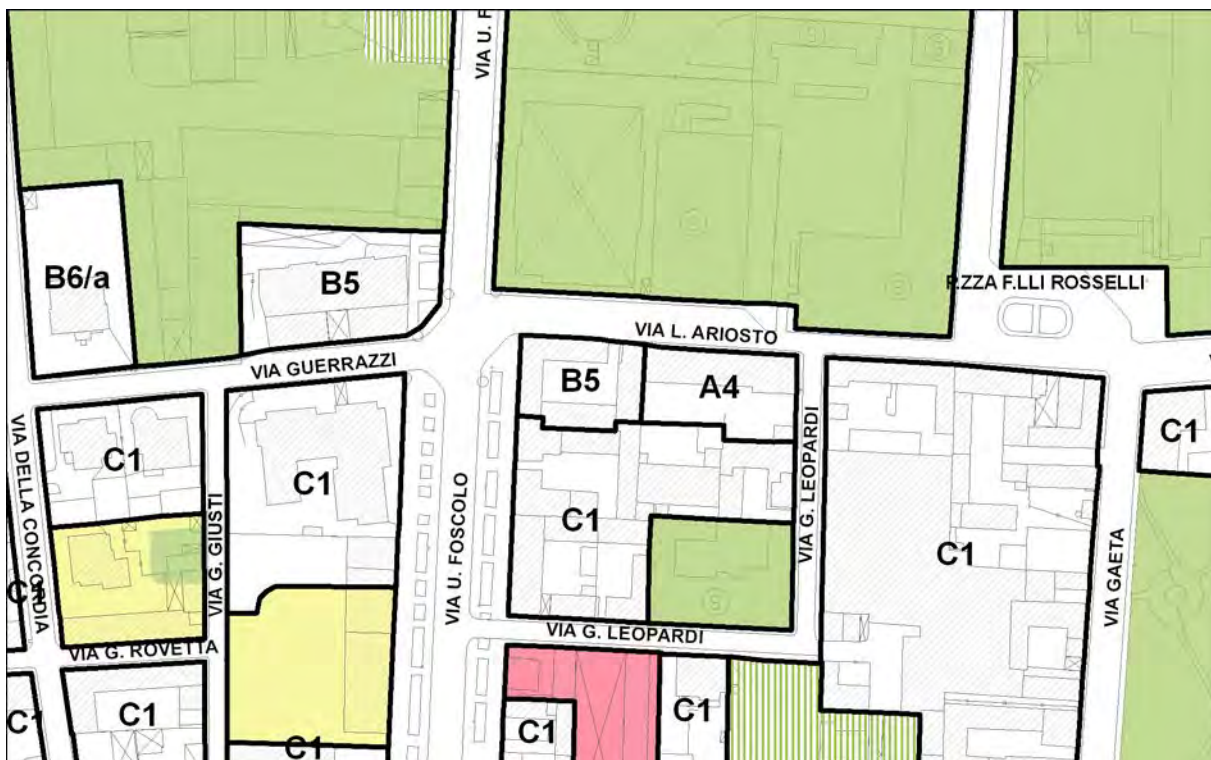 VIA U. F
S
S
B6/a
B5
S
S
P.ZZA F.LLI ROSSELLI
VIA L. ARIOSTO
VIA GUERRAZZI
B5
A4
VIA DELLA CONCORDIA
C1
C1
VIA G. GIUSTI
VIA U. FOSCOLO
C1
VIA G. LEOPARDI
C1
VIA GAETA
C1
C1
S
VIA G. LEOPARDI
VIA G. ROVETTA
C1
C1
C1
C1
C1